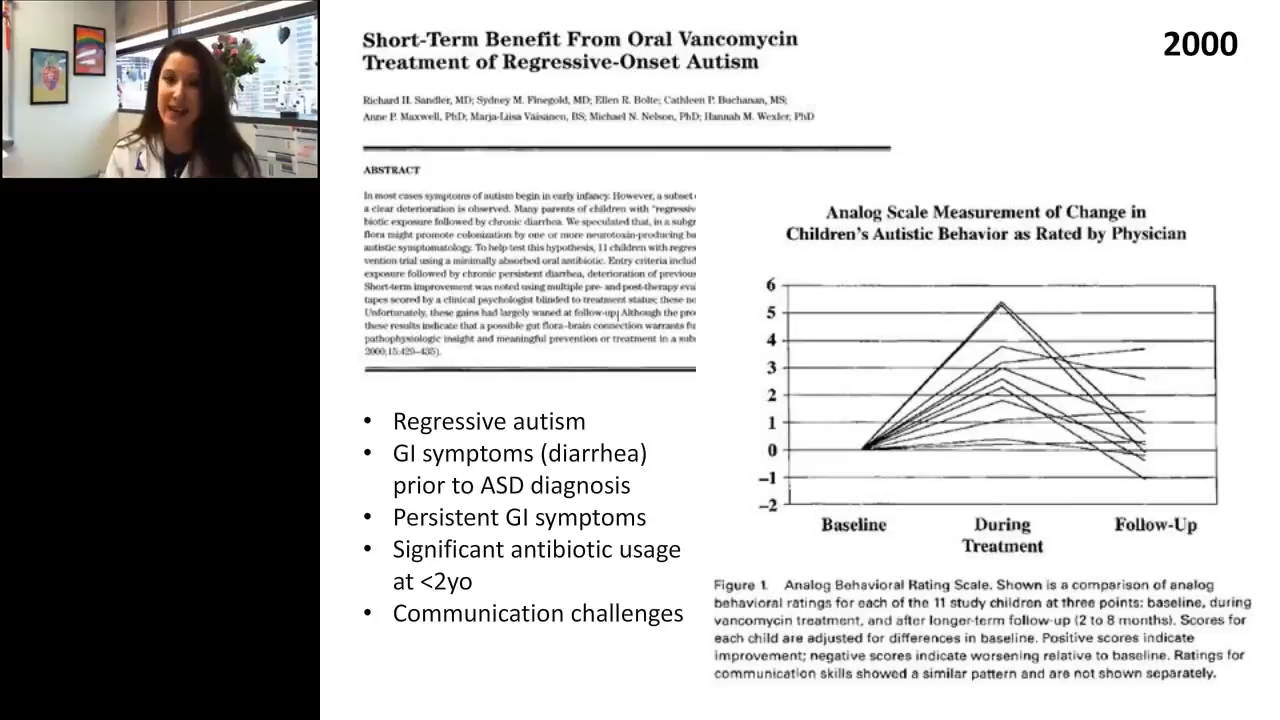 Short-Term Benefit From Oral Vancomycin
Treatment of Regressive-Onset Autism
2000
Richard H. Sandler, MD; Sydney M. Finegold, MD; Ellen R. Bolte; Cathleen P. Buchanan, MS;
Anne P. Maxwell, PhD; Marja-Liisa Väisänen, BS; Michael N. Nelson, PhD; Hannah M. Wexler, PhD
ABSTRACT
In most cases symptoms of autism begin in early infancy. However, a subset
a clear deterioration is observed. Many parents of children with "regressiv
biotic exposure followed by chronic diarrhea. We speculated that, in a subgr
flora might promote colonization by one or more neurotoxin-producing ba
autistic symptomatology. To help test this hypothesis, 11 children with regres
vention trial using a minimally absorbed oral antibiotic. Entry criteria includ
exposure followed by chronic persistent diarrhea, deterioration of previous
Short-term improvement was noted using multiple pre- and post-therapy eva
tapes scored by a clinical psychologist blinded to treatment status; these no
Unfortunately, these gains had largely waned at follow-up. Although the pro
these results indicate that a possible gut flora-brain connection warrants fu
pathophysiologic insight and meaningful prevention or treatment in a sub
2000;15:429–435).
• Regressive autism
• GI symptoms (diarrhea)
prior to ASD diagnosis
• Persistent GI symptoms
• Significant antibiotic usage
at <2yo
• Communication challenges
Analog Scale Measurement of Change in
Children's Autistic Behavior as Rated by Physician
6
5
4
3
2
1
0
−1
−2
Baseline During Follow-Up
Treatment
Figure 1. Analog Behavioral Rating Scale. Shown is a comparison of analog
behavioral ratings for each of the 11 study children at three points: baseline, during
vancomycin treatment, and after longer-term follow-up (2 to 8 months). Scores for
each child are adjusted for differences in baseline. Positive scores indicate
improvement; negative scores indicate worsening relative to baseline. Ratings for
communication skills showed a similar pattern and are not shown separately.